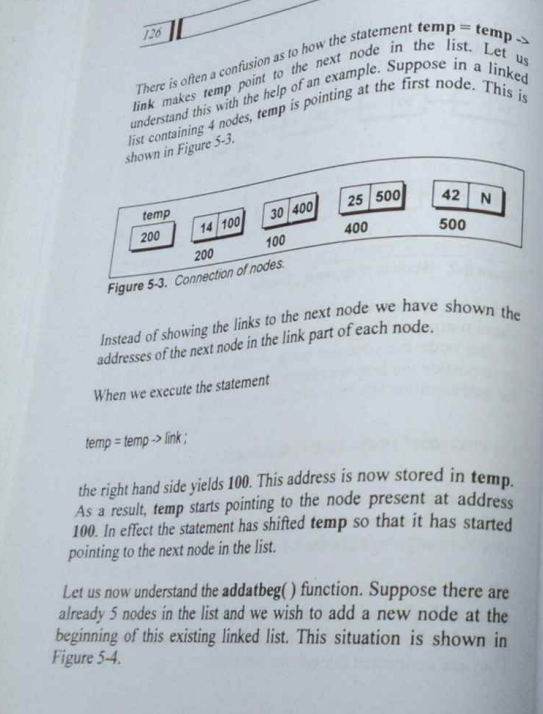 126
There is often a confusion as to how the statement temp = temp ->
link makes temp point to the next node in the list. Let us
understand this with the help of an example. Suppose in a linked
list containing 4 nodes, temp is pointing at the first node. This is
shown in Figure 5-3.
temp
200
14 100
200
30 400
100
25 500
400
42 N
500
Figure 5-3. Connection of nodes.
Instead of showing the links to the next node we have shown the
addresses of the next node in the link part of each node.
When we execute the statement
temp = temp -> link ;
the right hand side yields 100. This address is now stored in temp.
As a result, temp starts pointing to the node present at address
100. In effect the statement has shifted temp so that it has started
pointing to the next node in the list.
Let us now understand the addatbeg( ) function. Suppose there are
already 5 nodes in the list and we wish to add a new node at the
beginning of this existing linked list. This situation is shown in
Figure 5-4.